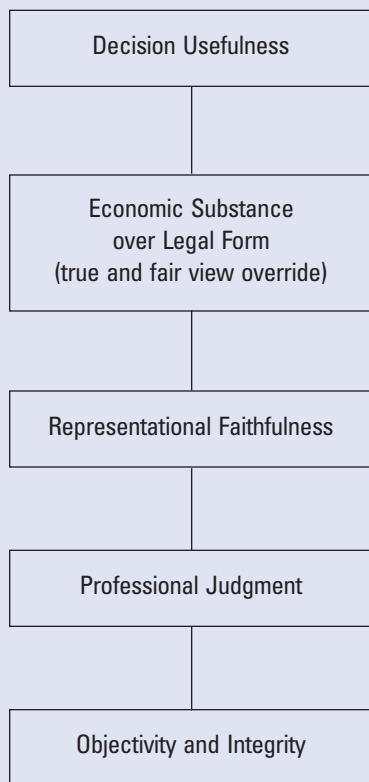 Decision Usefulness
Economic Substance
over Legal Form
(true and fair view override)
Representational Faithfulness
Professional Judgment
Objectivity and Integrity